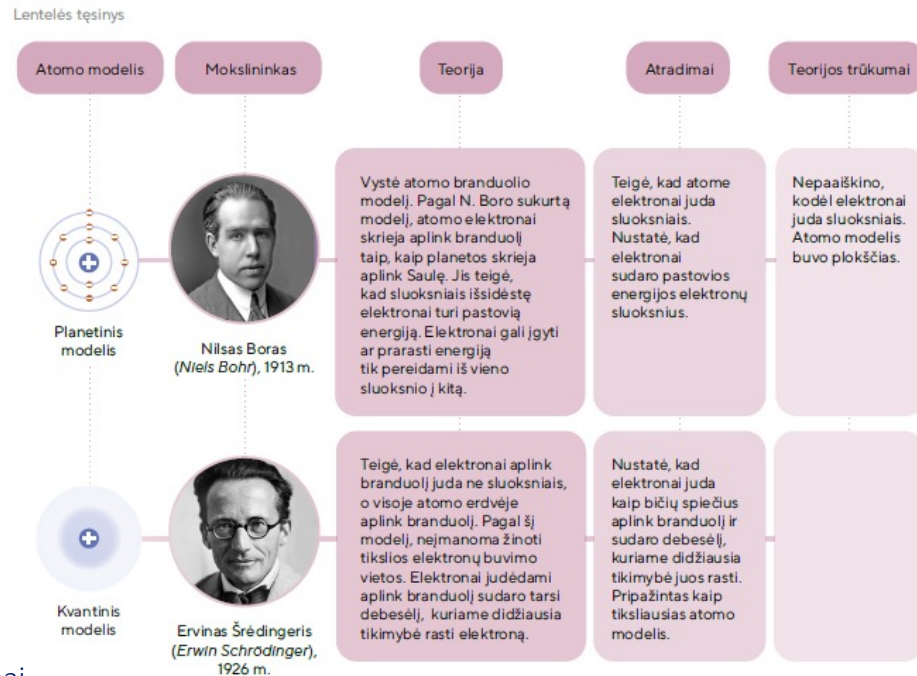 Lentelės tęsinys
Atomo modelis
Mokslininkas
Teorija
Atradimai
Teorijos trūkumai
Planetinis
modelis
Nilsas Boras
(Niels Bohr), 1913 m.
Vystė atomo branduolio
modelį. Pagal N. Boro sukurtą
modelį, atomo elektronai
skrieja aplink branduolį
taip, kaip planetos skrieja
aplink Saulę. Jis teigė,
kad sluoksniais išsidėstę
elektronai turi pastovią
energiją. Elektronai gali įgyti
ar prarasti energiją
tik pereidami iš vieno
sluoksnio į kitą.
Teigė, kad atome
elektronai juda
sluoksniais.
Nustatė, kad
elektronai
sudaro pastovios
energijos elektronų
sluoksnius.
Nepaaiškino,
kodėl elektronai
juda sluoksniais.
Atomo modelis
buvo plokščias.
Kvantinis
modelis
Ervinas Šrėdingeris
(Erwin Schrödinger),
1926 m.
Teigė, kad elektronai aplink
branduolį juda ne sluoksniais,
o visoje atomo erdvėje
aplink branduolį. Pagal šį
modelį, neįmanoma žinoti
tikslios elektronų buvimo
vietos. Elektronai judėdami
aplink branduolį sudaro tarsi
debesėlį, kuriame didžiausia
tikimybė rasti elektroną.
Nustatė, kad
elektronai juda
kaip bičių spiečius
aplink branduolį ir
sudaro debesėlį,
kuriame didžiausia
tikimybė juos rasti.
Pripažintas kaip
tiksliausias atomo
modelis.